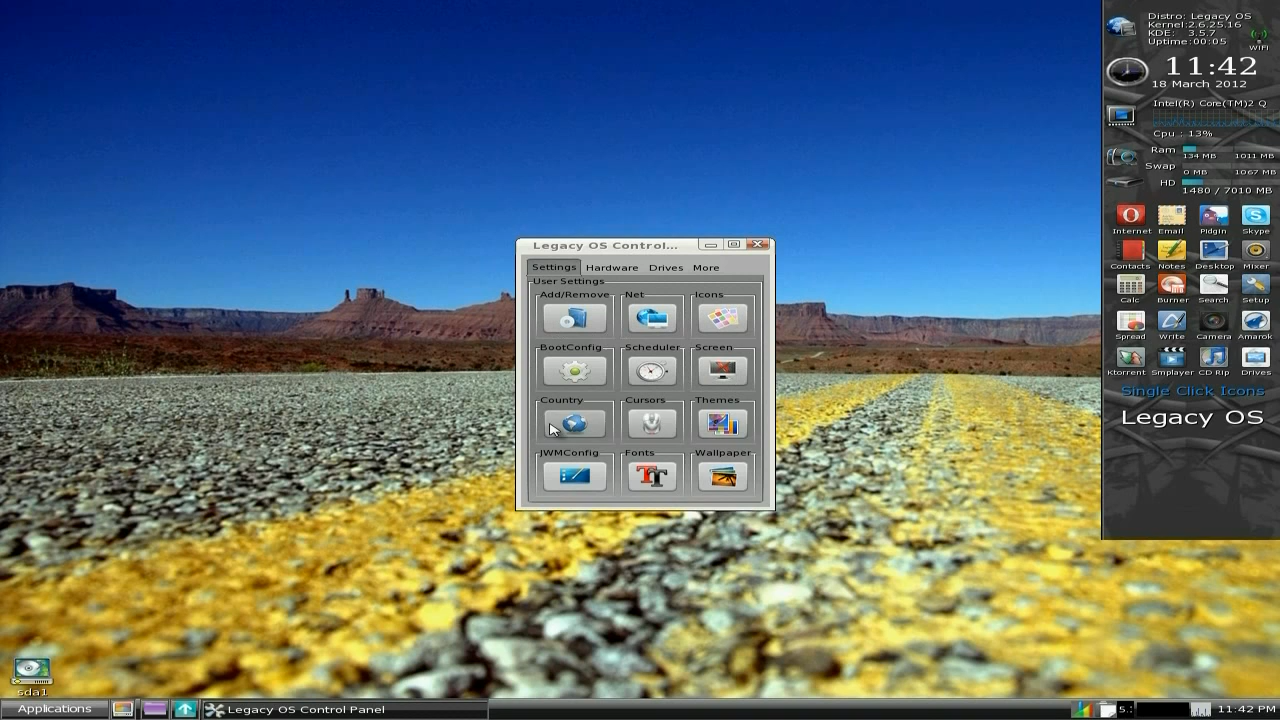 Legacy OS Control...
Settings Hardware Drives More
User Settings
Add/Remove Net Icons
BootConfig Scheduler Screen
Country Cursors Themes
JWMConfig Fonts Wallpaper
Distro: Legacy OS
Kernel:2.6.25.16
KDE: 3.5.7
Uptime:00:05
WIFI
11:42
18 March 2012
Intel(R) Core(TM)2 Q
Cpu : 13%
Ram 134 MB 1011 MB
Swap 0 MB 1067 MB
HD 1480 / 7010 MB
Internet Email Pidgin Skype
Contacts Notes Desktop Mixer
Calc Burner Search Setup
Spread Write Camera Amarok
Ktorrent Smplayer CD Rip Drives
Single Click Icons
Legacy OS
sda1
Applications Legacy OS Control Panel 5.: 11:42 PM